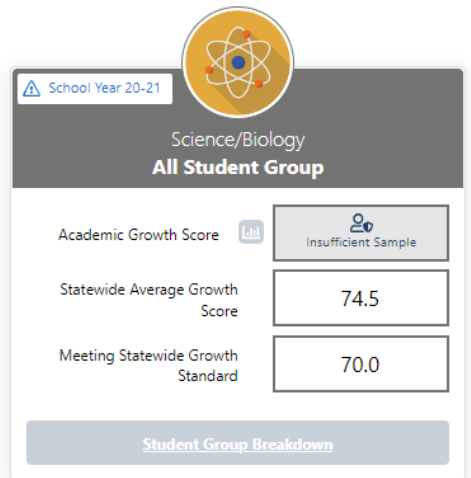 School Year 20-21
Science/Biology
All Student Group
Academic Growth Score
Insufficient Sample
Statewide Average Growth
Score
74.5
Meeting Statewide Growth
Standard
70.0
Student Group Breakdown